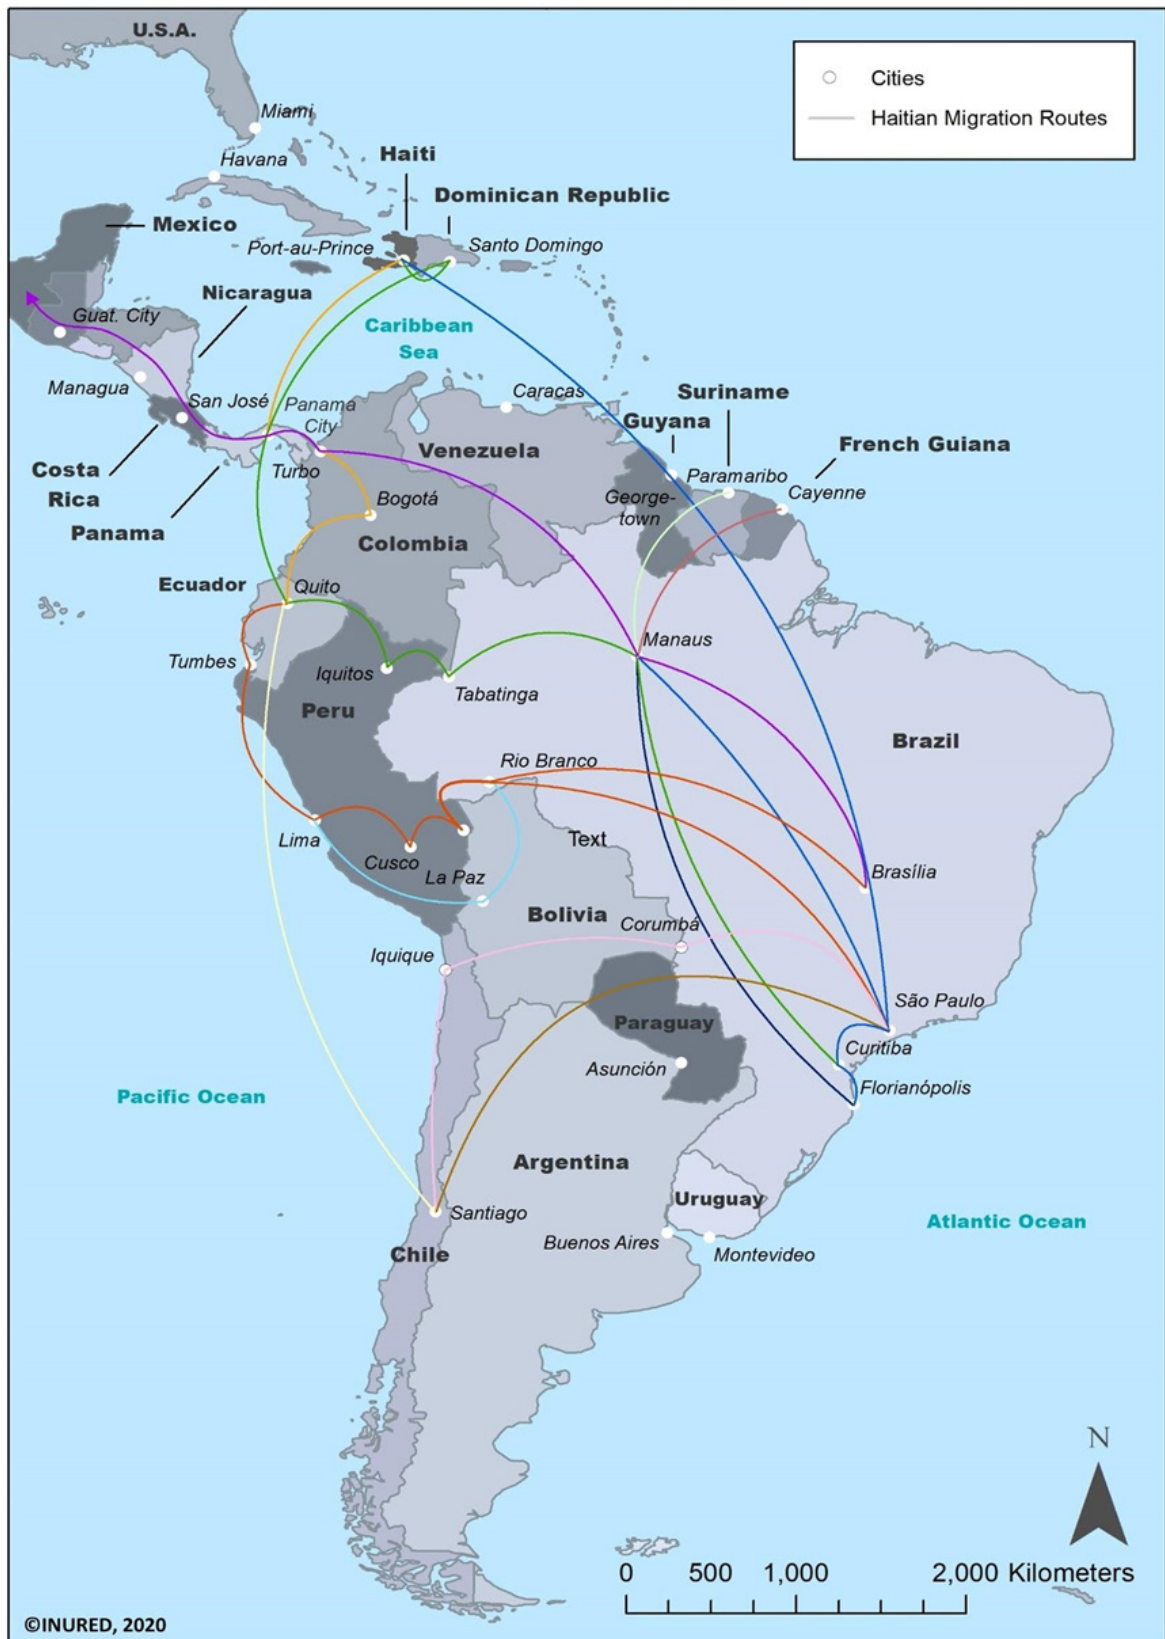 U.S.A.
Cities
Haitian Migration Routes
Miami
Havana
Haiti
Dominican Republic
Mexico
Port-au-Prince
Santo Domingo
Nicaragua
Guat. City
Caribbean
Sea
Managua
San José
Panama
City
Caracas
Suriname
Guyana
French Guiana
Costa
Rica
Turbo
Venezuela
Paramaribo
Cayenne
George-
town
Panama
Bogotá
Colombia
Ecuador
Quito
Manaus
Tumbes
Iquitos
Tabatinga
Peru
Brazil
Rio Branco
Lima
Text
Cusco
La Paz
Brasília
Bolivia
Corumbá
Iquique
São Paulo
Paraguay
Curitiba
Asunción
Florianópolis
Pacific Ocean
Argentina
Uruguay
Santiago
Atlantic Ocean
Buenos Aires
Montevideo
Chile
N
0 500 1,000 2,000 Kilometers
©INURED, 2020